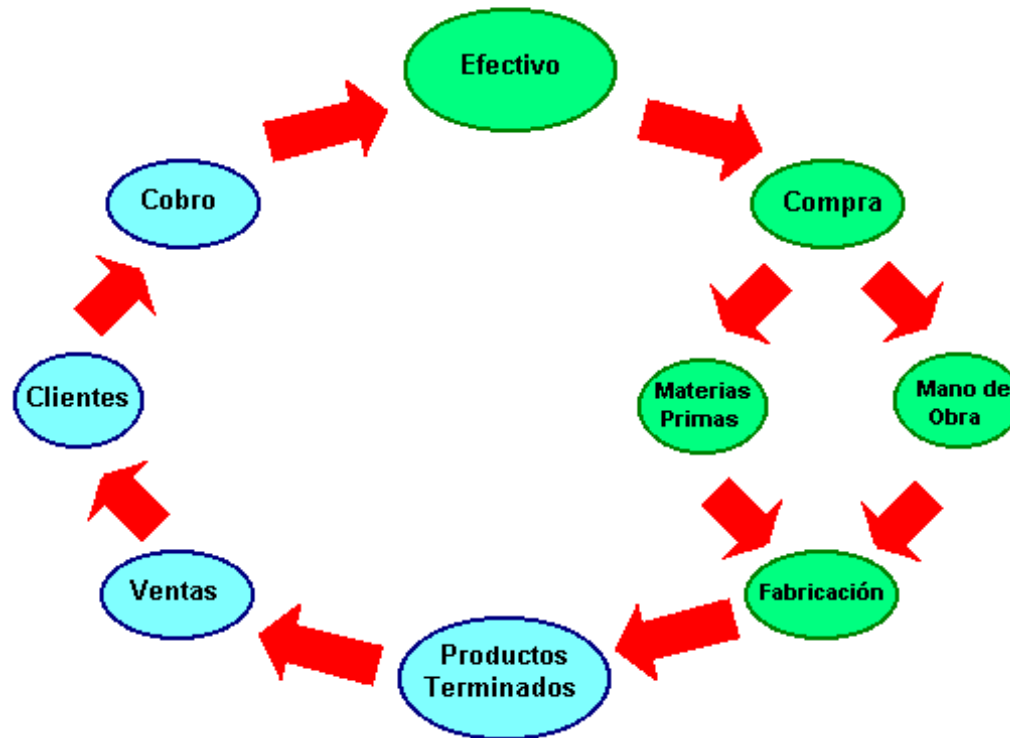 Efectivo
Cobro
Compra
Clientes
Materias
Primas
Mano de
Obra
Ventas
Fabricación
Productos
Terminados